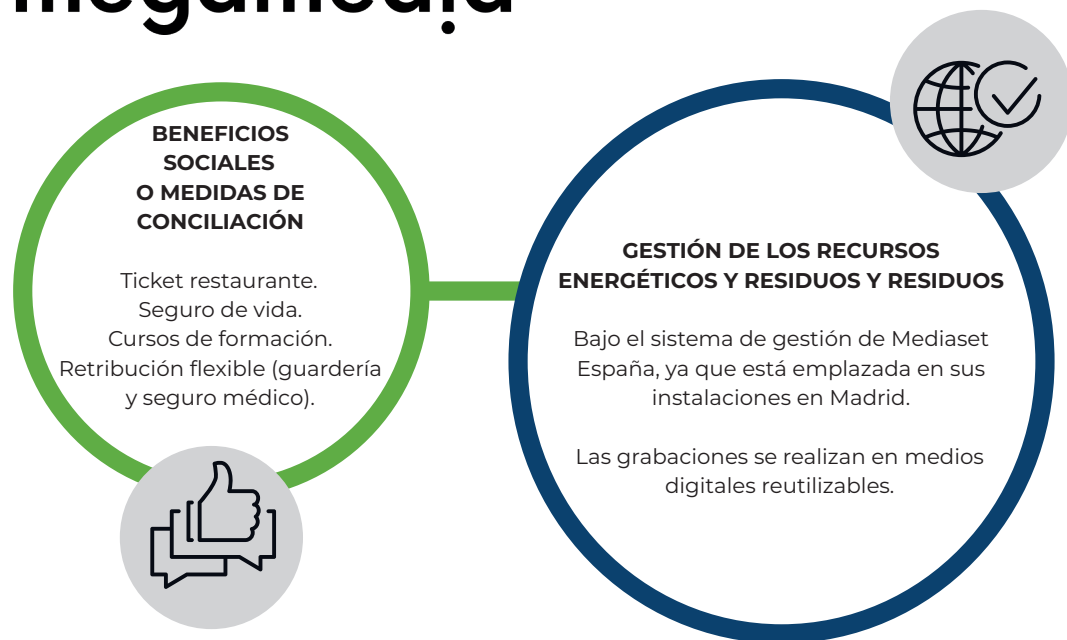 megamedia
BENEFICIOS
SOCIALES
O MEDIDAS DE
CONCILIACIÓN
Ticket restaurante.
Seguro de vida.
Cursos de formación.
Retribución flexible (guardería
y seguro médico).
GESTIÓN DE LOS RECURSOS
ENERGÉTICOS Y RESIDUOS Y RESIDUOS
Bajo el sistema de gestión de Mediaset
España, ya que está emplazada en sus
instalaciones en Madrid.
Las grabaciones se realizan en medios
digitales reutilizables.